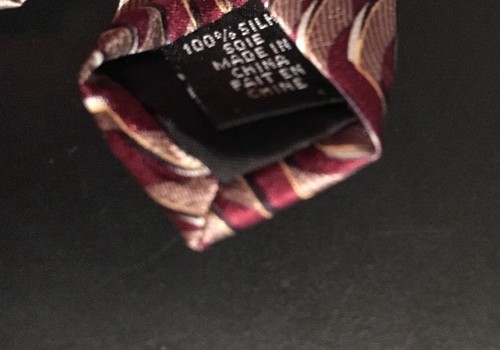 100% SILK
SOIE
MADE IN
CHINA
FAIT EN
CHINE